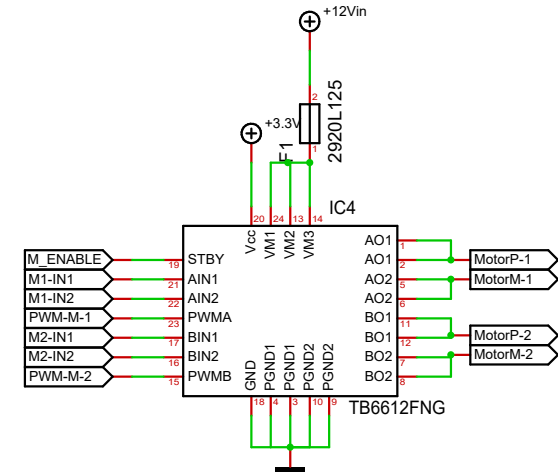 +12Vin
2
2920L125
+3.3V
F1
1
IC4
20
24
13
14
Vcc
VM1
VM2
VM3
M_ENABLE
19
STBY
AO1
1
M1-IN1
21
AIN1
AO1
2
MotorP-1
M1-IN2
22
AIN2
AO2
5
MotorM-1
PWM-M-1
23
PWMA
AO2
6
M2-IN1
17
BIN1
BO1
11
M2-IN2
16
BIN2
BO1
12
MotorP-2
PWM-M-2
15
PWMB
BO2
7
MotorM-2
BO2
8
GND
PGND1
PGND1
PGND2
PGND2
18
4
3
10
9
TB6612FNG